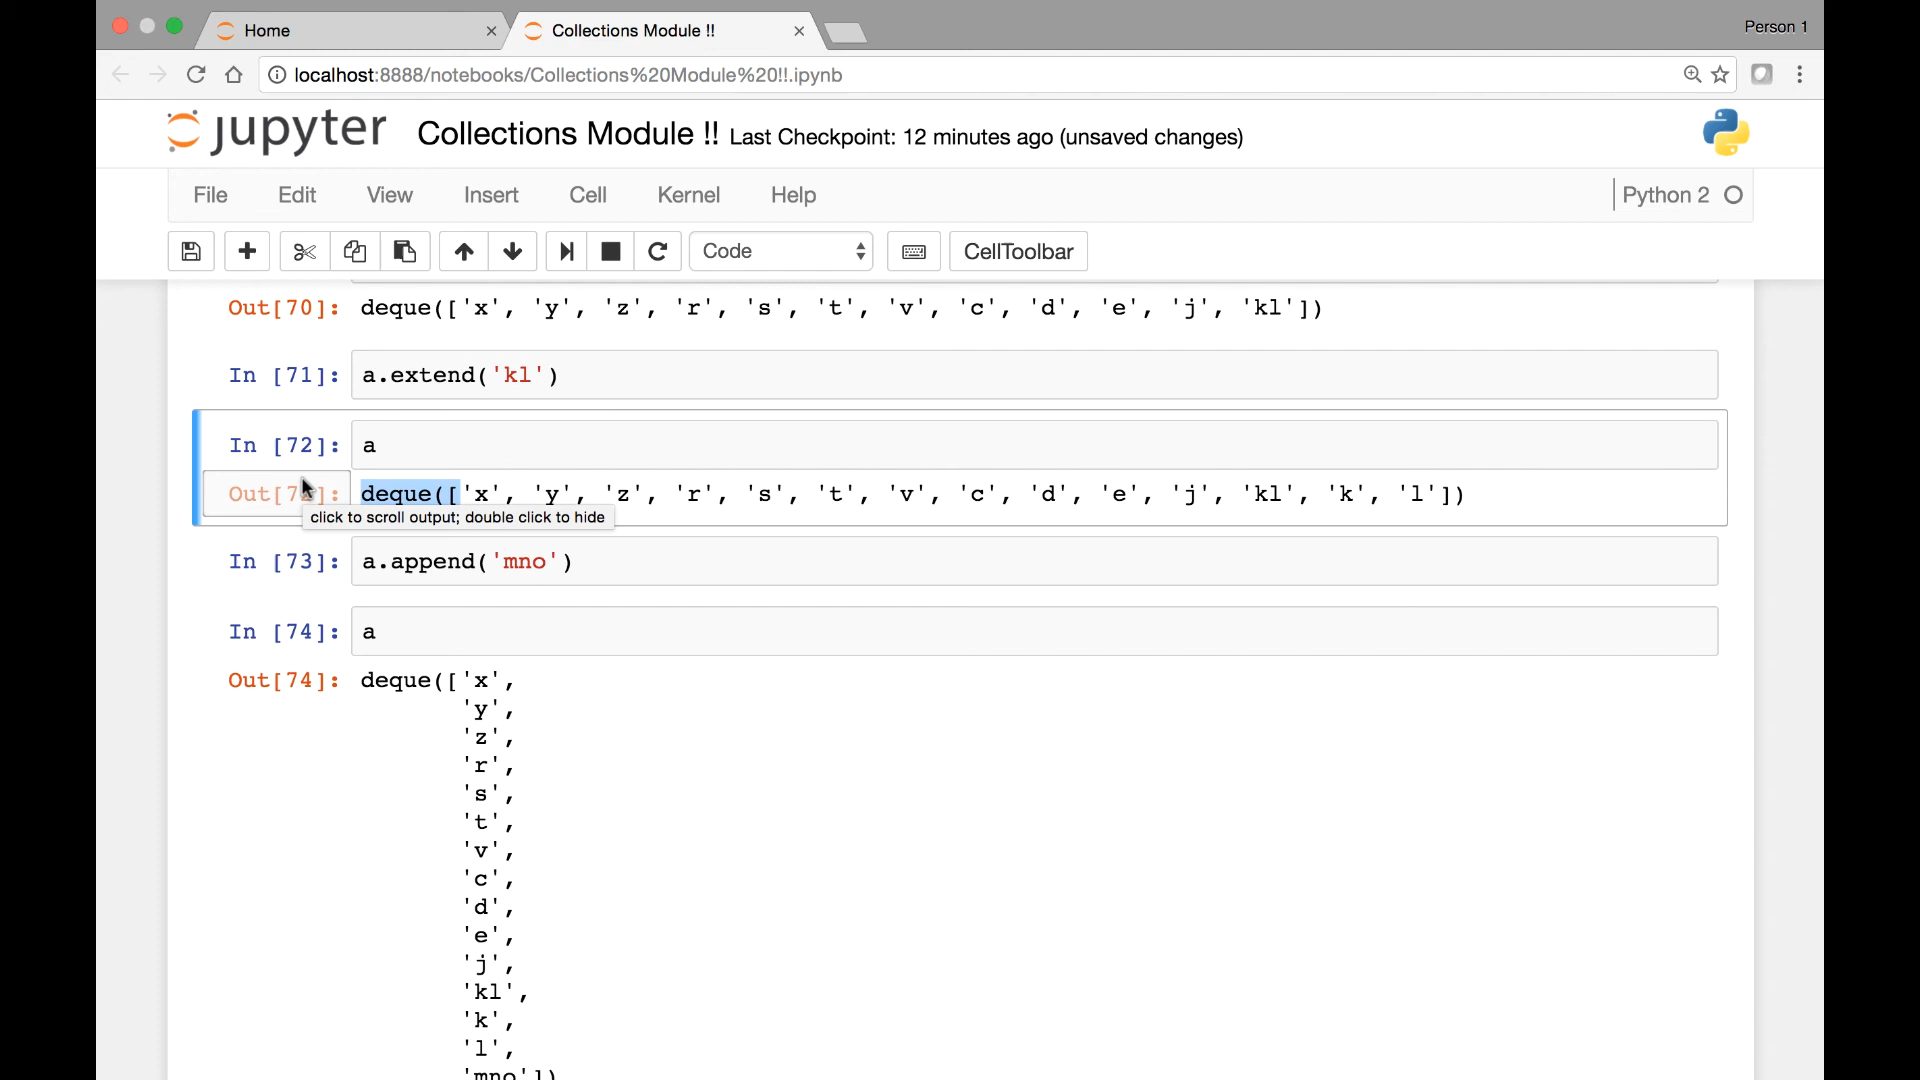 Home
Collections Module !!
Person 1
localhost:8888/notebooks/Collections%20Module%20!!.ipynb
jupyter
Collections Module !! Last Checkpoint: 12 minutes ago (unsaved changes)
File Edit View Insert Cell Kernel Help Python 2
Code CellToolbar
Out[70]: deque(['x', 'y', 'z', 'r', 's', 't', 'v', 'c', 'd', 'e', 'j', 'kl'])
In [71]: a.extend('kl')
In [72]: a
Out[72]: deque(['x', 'y', 'z', 'r', 's', 't', 'v', 'c', 'd', 'e', 'j', 'kl', 'k', 'l'])
click to scroll output; double click to hide
In [73]: a.append('mno')
In [74]: a
Out[74]: deque(['x',
'y',
'z',
'r',
's',
't',
'v',
'c',
'd',
'e',
'j',
'kl',
'k',
'l',
'mno'])